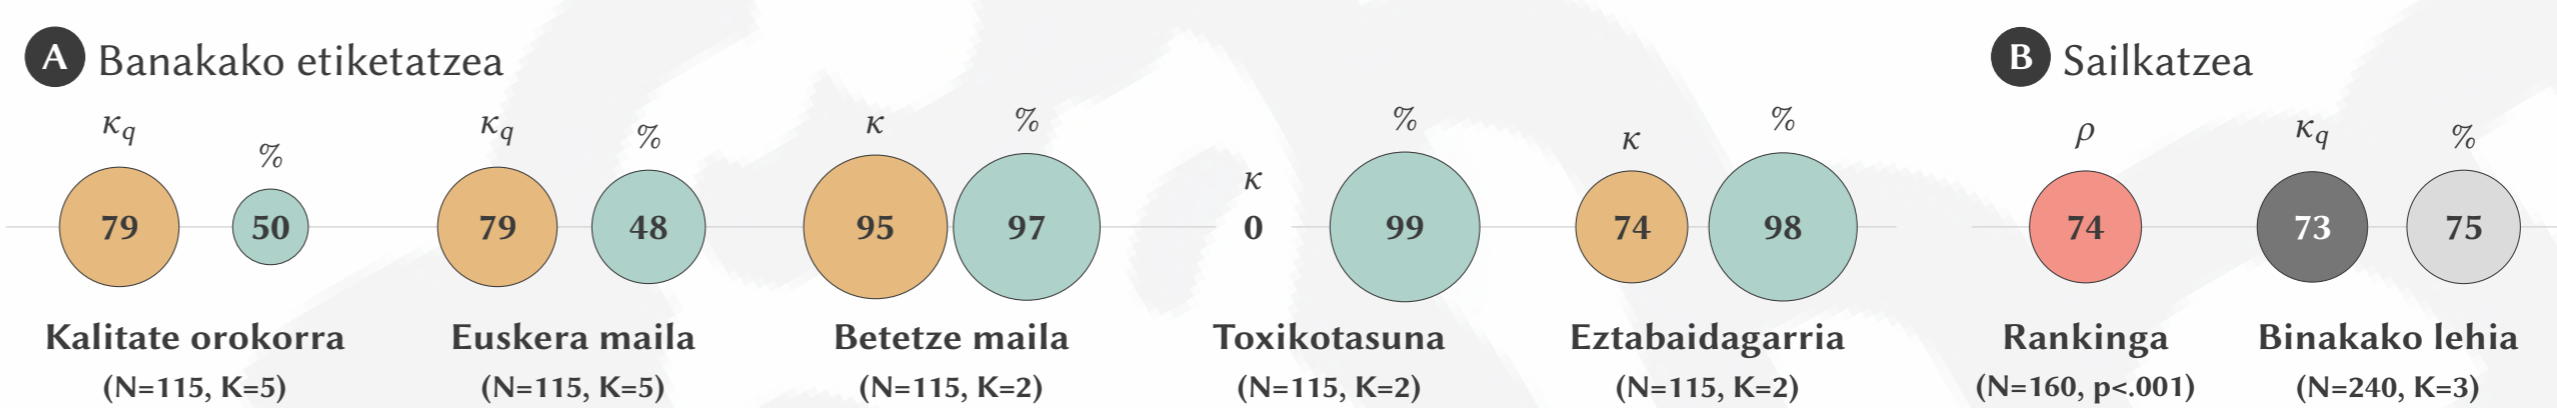 A Banakako etiketatzea
κq % κq % κ % κ % κ %
79 50 79 48 95 97 0 99 74 98
Kalitate orokorra Euskera maila Betetze maila Toxikotasuna Eztabaidagarria
(N=115, K=5) (N=115, K=5) (N=115, K=2) (N=115, K=2) (N=115, K=2)
B Sailkatzea
ρ κq %
74 73 75
Rankinga Binakako lehia
(N=160, p<.001) (N=240, K=3)